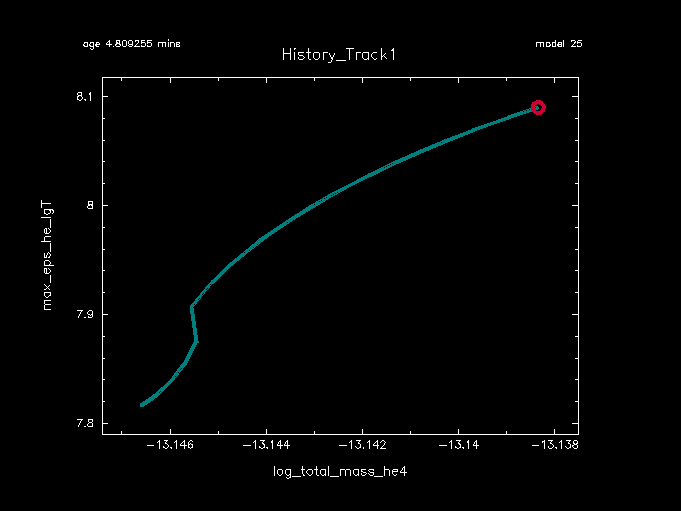 age 4.809255 mins
model 25
History_Track1
8.1
8
7.9
7.8
max_eps_he_lgT
−13.146
−13.144
−13.142
−13.14
−13.138
log_total_mass_he4